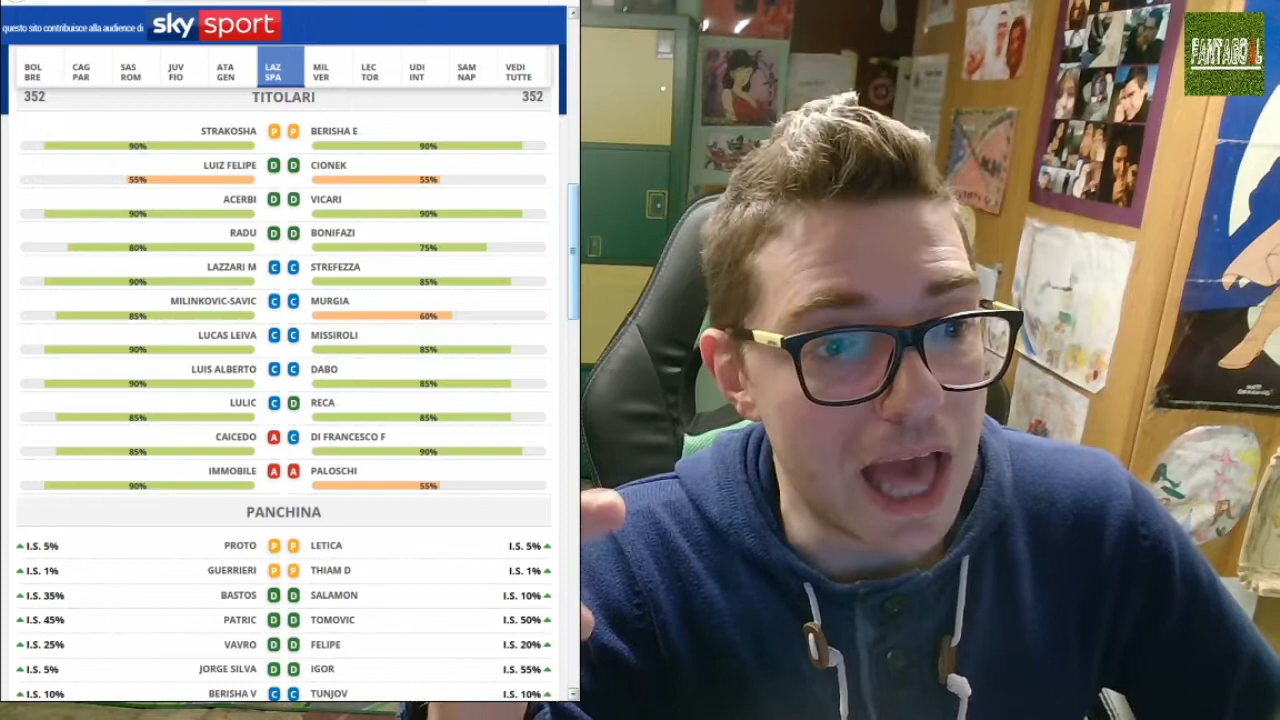 questo sito contribuisce alla audience di sky sport
BOL BRE
CAG PAR
SAS ROM
JUV FIO
ATA GEN
LAZ SPA
MIL VER
LEC TOR
UDI INT
SAM NAP
VEDI TUTTE
352 TITOLARI 352
STRAKOSHA P P BERISHA E
90% 90%
LUIZ FELIPE D D CIONEK
55% 55%
ACERBI D D VICARI
90% 90%
RADU D D BONIFAZI
80% 75%
LAZZARI M C C STREFEZZA
90% 85%
MILINKOVIC-SAVIC C C MURGIA
85% 60%
LUCAS LEIVA C C MISSIROLI
90% 85%
LUIS ALBERTO C C DABO
90% 85%
LULIC C D RECA
85% 85%
CAICEDO A C DI FRANCESCO F
85% 90%
IMMOBILE A A PALOSCHI
90% 55%
PANCHINA
I.S. 5% PROTO P P LETICA I.S. 5%
I.S. 1% GUERRIERI P P THIAM D I.S. 1%
I.S. 35% BASTOS D D SALAMON I.S. 10%
I.S. 45% PATRIC D D TOMOVIC I.S. 50%
I.S. 25% VAVRO D D FELIPE I.S. 20%
I.S. 5% JORGE SILVA D D IGOR I.S. 55%
I.S. 10% BERISHA V C C TUNJOV I.S. 10%
FANTAGOAL